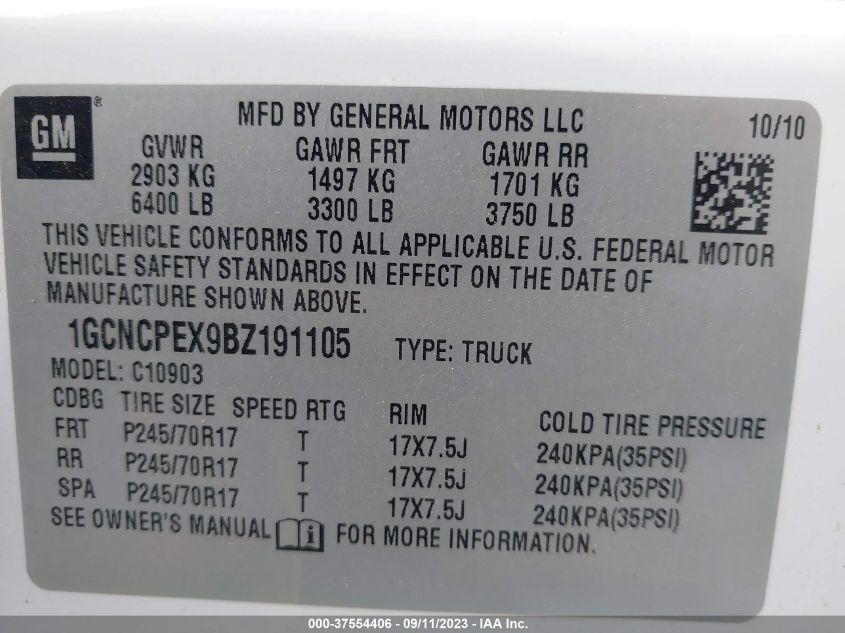 GM ®
MFD BY GENERAL MOTORS LLC 10/10
GVWR GAWR FRT GAWR RR
2903 KG 1497 KG 1701 KG
6400 LB 3300 LB 3750 LB
THIS VEHICLE CONFORMS TO ALL APPLICABLE U.S. FEDERAL MOTOR
VEHICLE SAFETY STANDARDS IN EFFECT ON THE DATE OF
MANUFACTURE SHOWN ABOVE.
1GCNCPEX9BZ191105 TYPE: TRUCK
MODEL: C10903
CDBG TIRE SIZE SPEED RTG RIM COLD TIRE PRESSURE
FRT P245/70R17 T 17X7.5J 240KPA(35PSI)
RR P245/70R17 T 17X7.5J 240KPA(35PSI)
SPA P245/70R17 T 17X7.5J 240KPA(35PSI)
SEE OWNER'S MANUAL i FOR MORE INFORMATION.
000-37554406 - 09/11/2023 - IAA Inc.